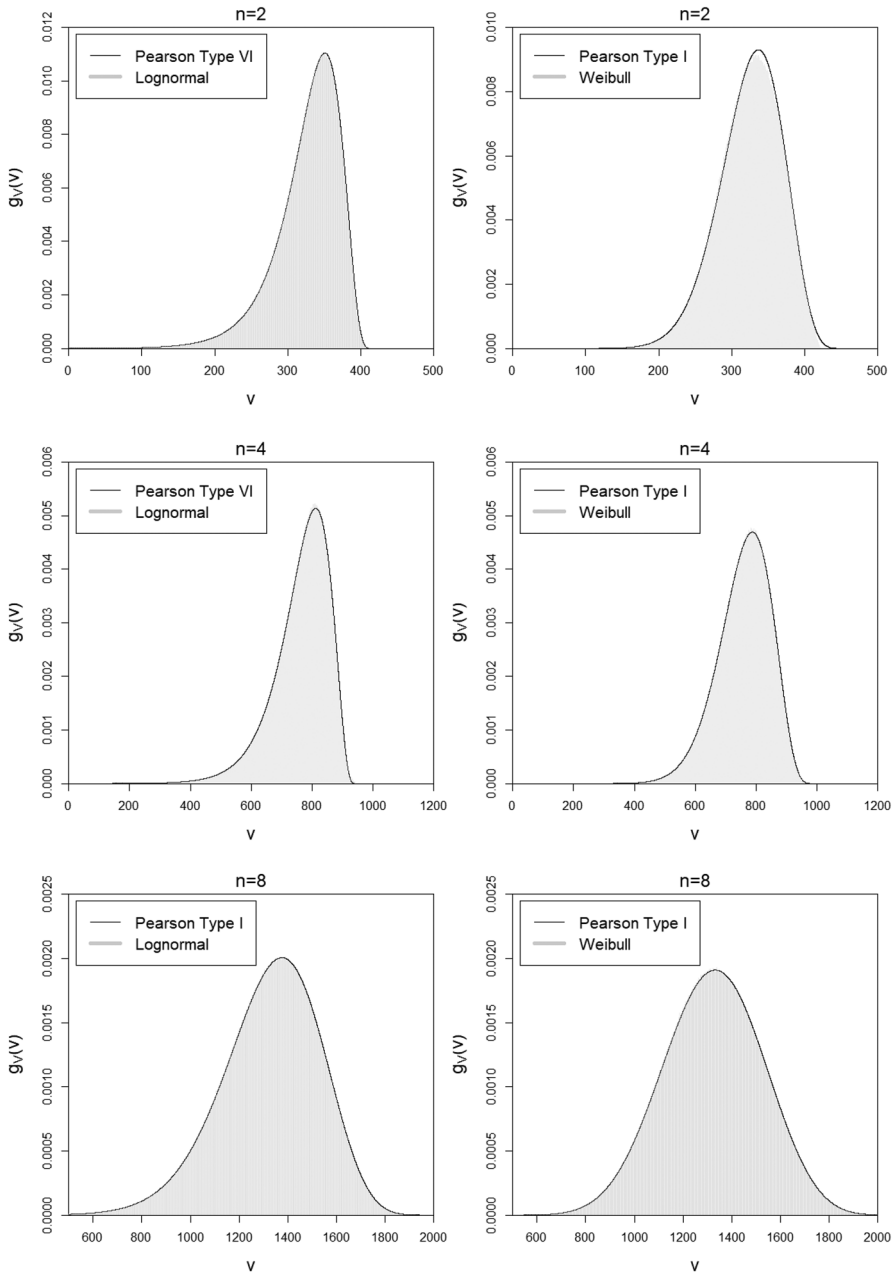 n=2
Pearson Type VI
Lognormal
0.000 0.002 0.004 0.006 0.008 0.010 0.012
gV(v)
0 100 200 300 400 500
v
n=2
Pearson Type I
Weibull
0.000 0.002 0.004 0.006 0.008 0.010
gV(v)
0 100 200 300 400 500
v
n=4
Pearson Type VI
Lognormal
0.000 0.001 0.002 0.003 0.004 0.005 0.006
gV(v)
0 200 400 600 800 1000 1200
v
n=4
Pearson Type I
Weibull
0.000 0.001 0.002 0.003 0.004 0.005 0.006
gV(v)
0 200 400 600 800 1000 1200
v
n=8
Pearson Type I
Lognormal
0.0000 0.0005 0.0010 0.0015 0.0020 0.0025
gV(v)
600 800 1000 1200 1400 1600 1800 2000
v
n=8
Pearson Type I
Weibull
0.0000 0.0005 0.0010 0.0015 0.0020 0.0025
gV(v)
600 800 1000 1200 1400 1600 1800 2000
v